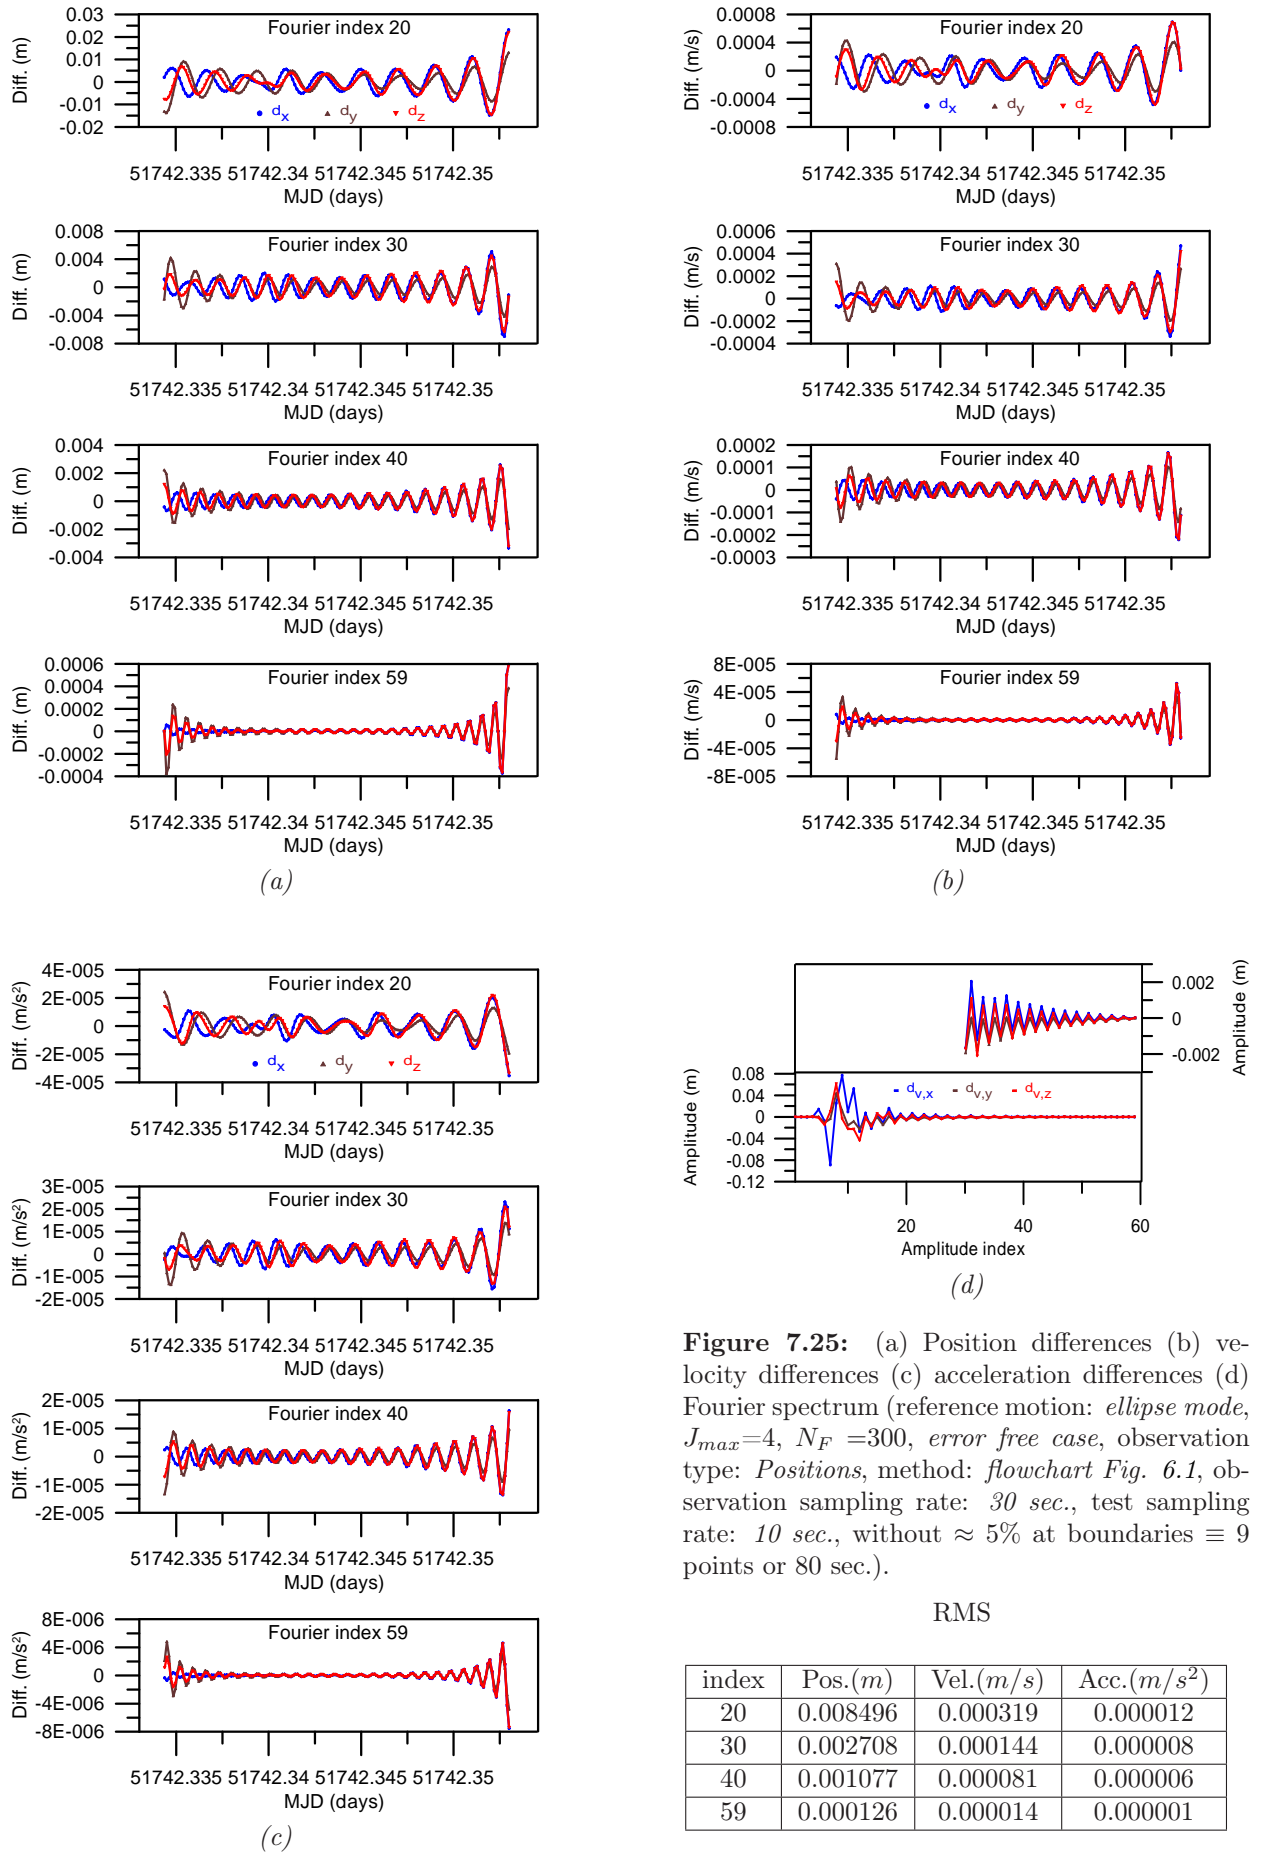 0.03
0.02
0.01
0
-0.01
-0.02
Diff. (m)
Fourier index 20
dx dy dz
51742.335 51742.34 51742.345 51742.35
MJD (days)
0.008
0.004
0
-0.004
-0.008
Diff. (m)
Fourier index 30
51742.335 51742.34 51742.345 51742.35
MJD (days)
0.004
0.002
0
-0.002
-0.004
Diff. (m)
Fourier index 40
51742.335 51742.34 51742.345 51742.35
MJD (days)
0.0006
0.0004
0.0002
0
-0.0002
-0.0004
Diff. (m)
Fourier index 59
51742.335 51742.34 51742.345 51742.35
MJD (days)
(a)
0.0008
0.0004
0
-0.0004
-0.0008
Diff. (m/s)
Fourier index 20
dx dy dz
51742.335 51742.34 51742.345 51742.35
MJD (days)
0.0006
0.0004
0.0002
0
-0.0002
-0.0004
Diff. (m/s)
Fourier index 30
51742.335 51742.34 51742.345 51742.35
MJD (days)
0.0002
0.0001
0
-0.0001
-0.0002
-0.0003
Diff. (m/s)
Fourier index 40
51742.335 51742.34 51742.345 51742.35
MJD (days)
8E-005
4E-005
0
-4E-005
-8E-005
Diff. (m/s)
Fourier index 59
51742.335 51742.34 51742.345 51742.35
MJD (days)
(b)
4E-005
2E-005
0
-2E-005
-4E-005
Diff. (m/s²)
Fourier index 20
dx dy dz
51742.335 51742.34 51742.345 51742.35
MJD (days)
3E-005
2E-005
1E-005
0
-1E-005
-2E-005
Diff. (m/s²)
Fourier index 30
51742.335 51742.34 51742.345 51742.35
MJD (days)
2E-005
1E-005
0
-1E-005
-2E-005
Diff. (m/s²)
Fourier index 40
51742.335 51742.34 51742.345 51742.35
MJD (days)
8E-006
4E-006
0
-4E-006
-8E-006
Diff. (m/s²)
Fourier index 59
51742.335 51742.34 51742.345 51742.35
MJD (days)
(c)
0.002
0
-0.002
Amplitude (m)
0.08
0.04
0
-0.04
-0.08
-0.12
Amplitude (m)
dv,x dv,y dv,z
20 40 60
Amplitude index
(d)
Figure 7.25: (a) Position differences (b) ve-
locity differences (c) acceleration differences (d)
Fourier spectrum (reference motion: ellipse mode,
Jmax=4, NF =300, error free case, observation
type: Positions, method: flowchart Fig. 6.1, ob-
servation sampling rate: 30 sec., test sampling
rate: 10 sec., without ≈ 5% at boundaries ≡ 9
points or 80 sec.).
RMS
index Pos.(m) Vel.(m/s) Acc.(m/s²)
20 0.008496 0.000319 0.000012
30 0.002708 0.000144 0.000008
40 0.001077 0.000081 0.000006
59 0.000126 0.000014 0.000001